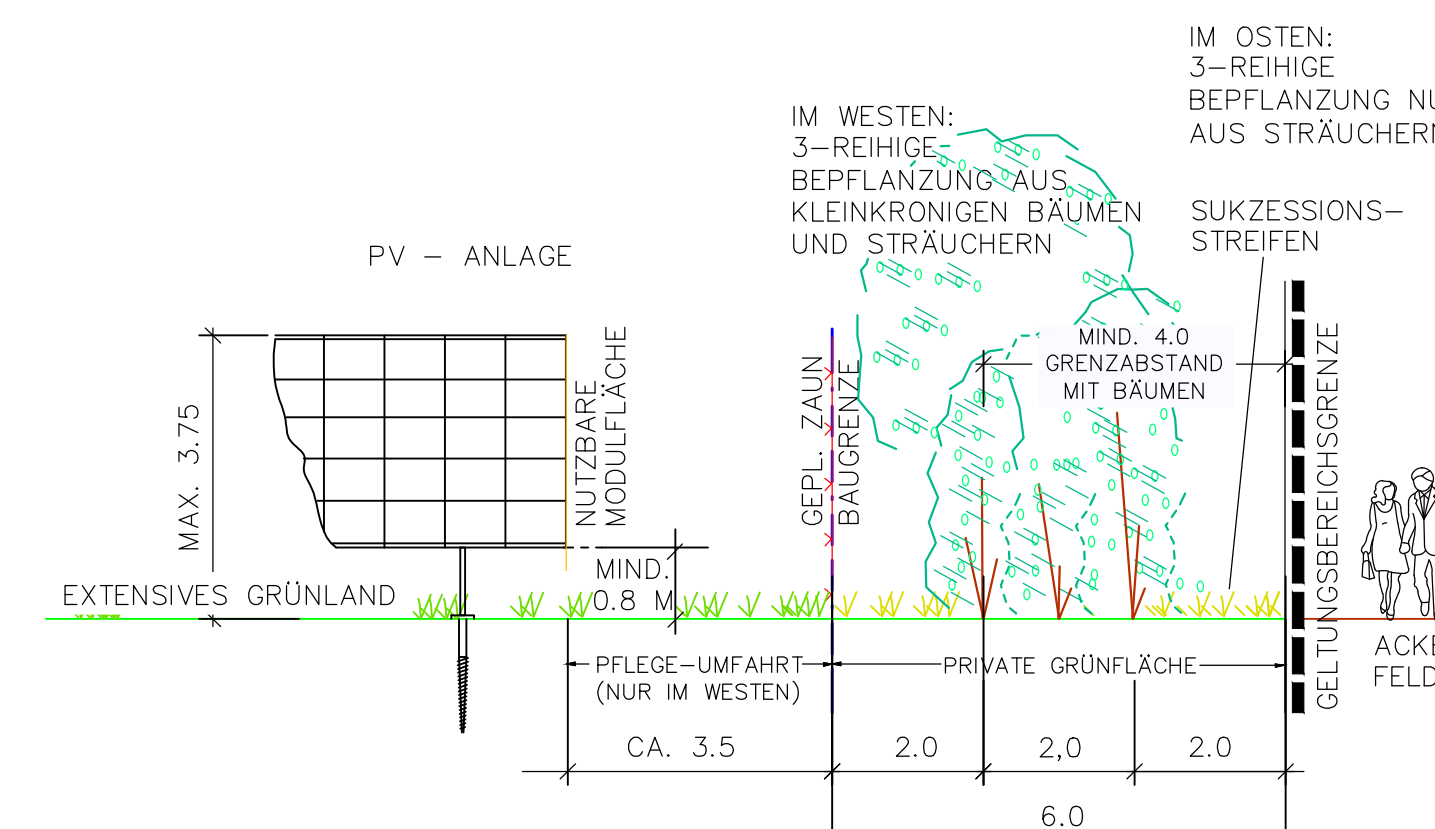 IM OSTEN:
3–REIHIGE
BEPFLANZUNG NU
AUS STRÄUCHERN
IM WESTEN:
3–REIHIGE
BEPFLANZUNG AUS
KLEINKRONIGEN BÄUMEN
UND STRÄUCHERN
SUKZESSIONS–
STREIFEN
PV – ANLAGE
MAX. 3.75
NUTZBARE
MODULFLÄCHE
GEPL. ZAUN
BAUGRENZE
MIND. 4.0
GRENZABSTAND
MIT BÄUMEN
GELTUNGSBEREICHSGRENZE
EXTENSIVES GRÜNLAND
MIND.
0.8 M
PFLEGE–UMFAHRT
(NUR IM WESTEN)
PRIVATE GRÜNFLÄCHE
ACKE
FELD
CA. 3.5
2.0
2,0
2.0
6.0